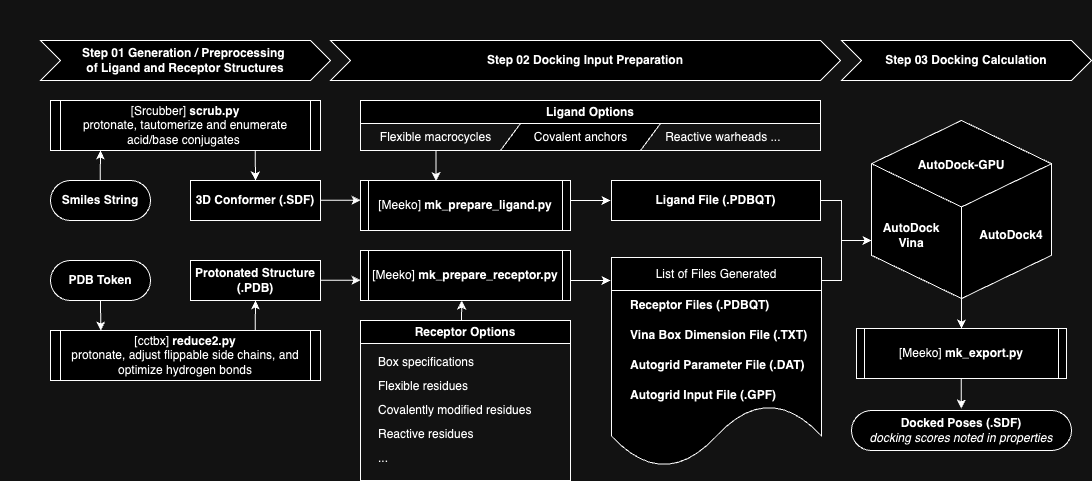 Step 01 Generation / Preprocessing
of Ligand and Receptor Structures
Step 02 Docking Input Preparation
Step 03 Docking Calculation
[Srcubber] scrub.py
protonate, tautomerize and enumerate
acid/base conjugates
Smiles String
3D Conformer (.SDF)
PDB Token
Protonated Structure
(.PDB)
[cctbx] reduce2.py
protonate, adjust flippable side chains, and
optimize hydrogen bonds
Ligand Options
Flexible macrocycles
Covalent anchors
Reactive warheads ...
[Meeko] mk_prepare_ligand.py
Ligand File (.PDBQT)
[Meeko] mk_prepare_receptor.py
Receptor Options
Box specifications
Flexible residues
Covalently modified residues
Reactive residues
...
List of Files Generated
Receptor Files (.PDBQT)
Vina Box Dimension File (.TXT)
Autogrid Parameter File (.DAT)
Autogrid Input File (.GPF)
AutoDock-GPU
AutoDock
Vina
AutoDock4
[Meeko] mk_export.py
Docked Poses (.SDF)
docking scores noted in properties